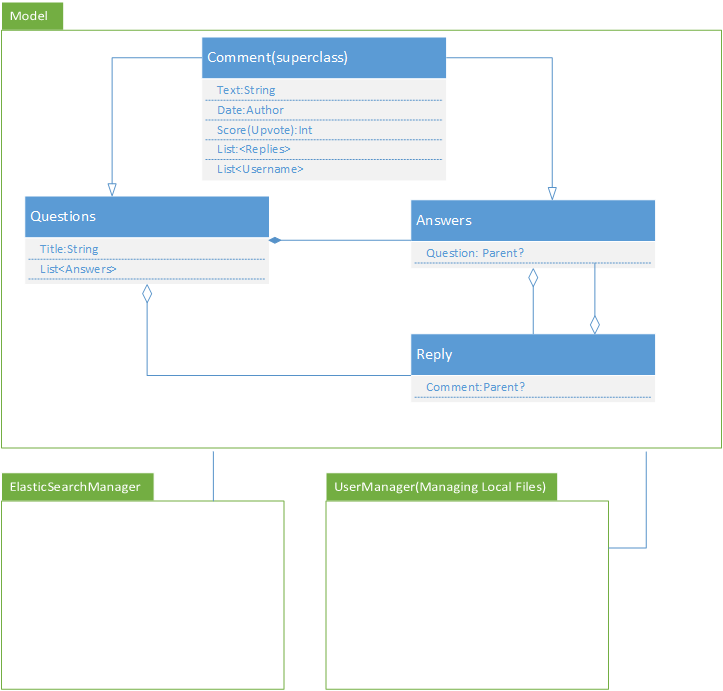 Model
Comment(superclass)
Text:String
Date:Author
Score(Upvote):Int
List:<Replies>
List<Username>
Questions
Title:String
List<Answers>
Answers
Question: Parent?
Reply
Comment:Parent?
ElasticSearchManager
UserManager(Managing Local Files)